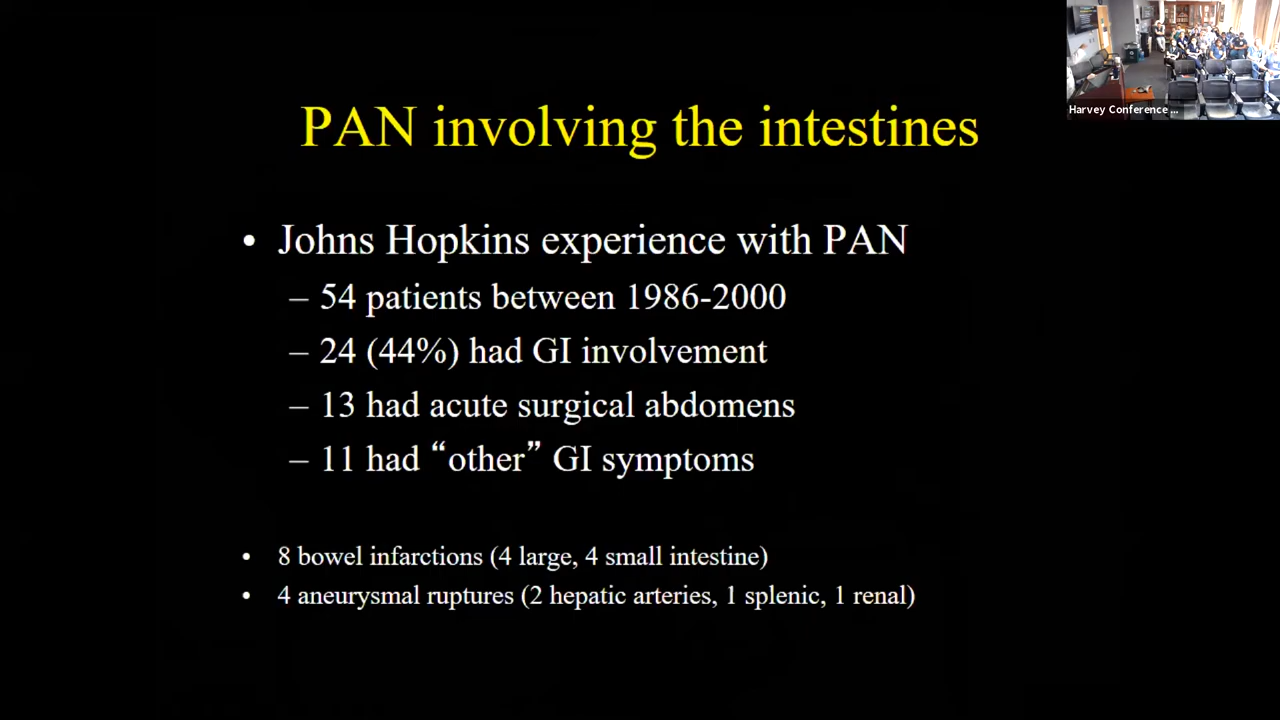 PAN involving the intestines
• Johns Hopkins experience with PAN
– 54 patients between 1986-2000
– 24 (44%) had GI involvement
– 13 had acute surgical abdomens
– 11 had “other” GI symptoms
• 8 bowel infarctions (4 large, 4 small intestine)
• 4 aneurysmal ruptures (2 hepatic arteries, 1 splenic, 1 renal)
Harvey Conference ...